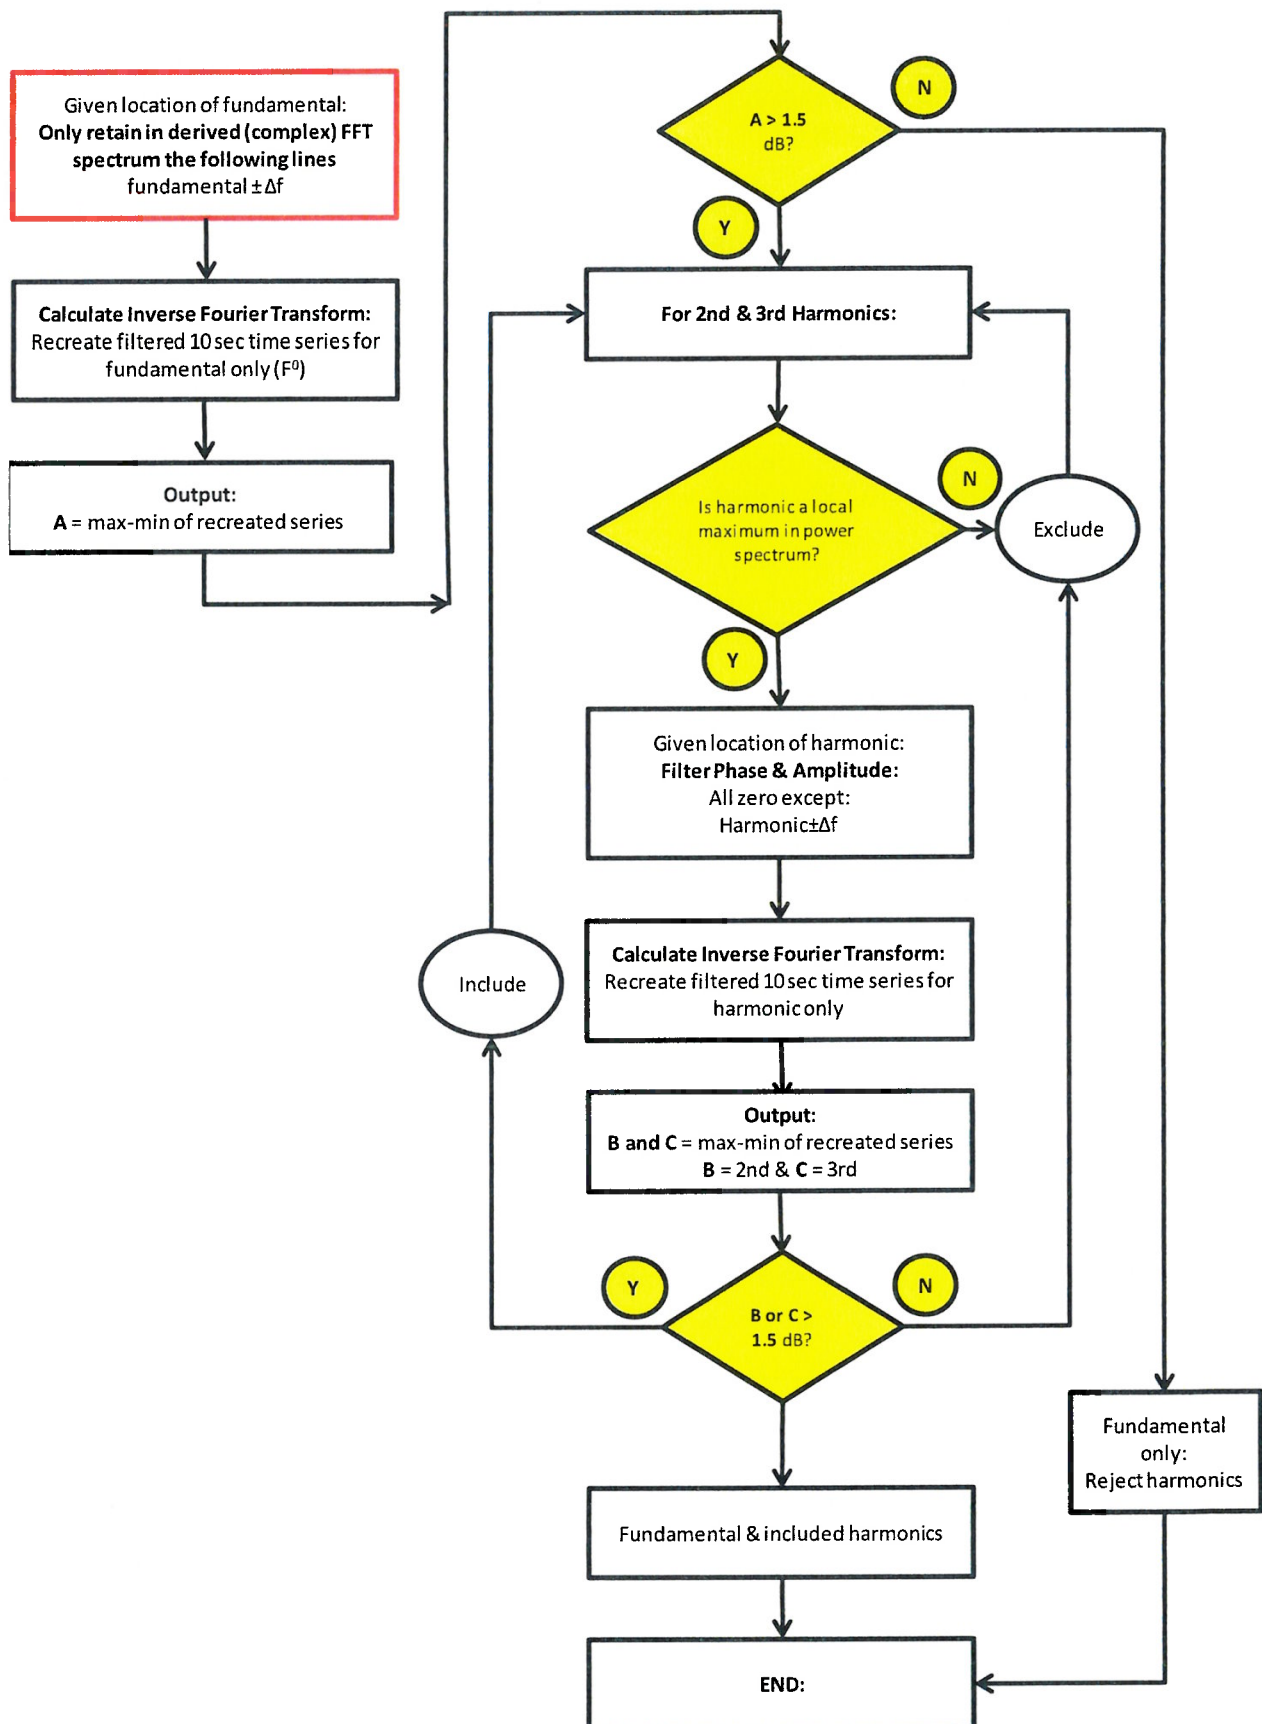 Given location of fundamental:
Only retain in derived (complex) FFT
spectrum the following lines
fundamental ± Δf
Calculate Inverse Fourier Transform:
Recreate filtered 10 sec time series for
fundamental only (F⁰)
Output:
A = max-min of recreated series
A > 1.5
dB?
N
Y
For 2nd & 3rd Harmonics:
Is harmonic a local
maximum in power
spectrum?
N
Exclude
Y
Given location of harmonic:
Filter Phase & Amplitude:
All zero except:
Harmonic±Δf
Include
Calculate Inverse Fourier Transform:
Recreate filtered 10 sec time series for
harmonic only
Output:
B and C = max-min of recreated series
B = 2nd & C = 3rd
Y
N
B or C >
1.5 dB?
Fundamental
only:
Reject harmonics
Fundamental & included harmonics
END: